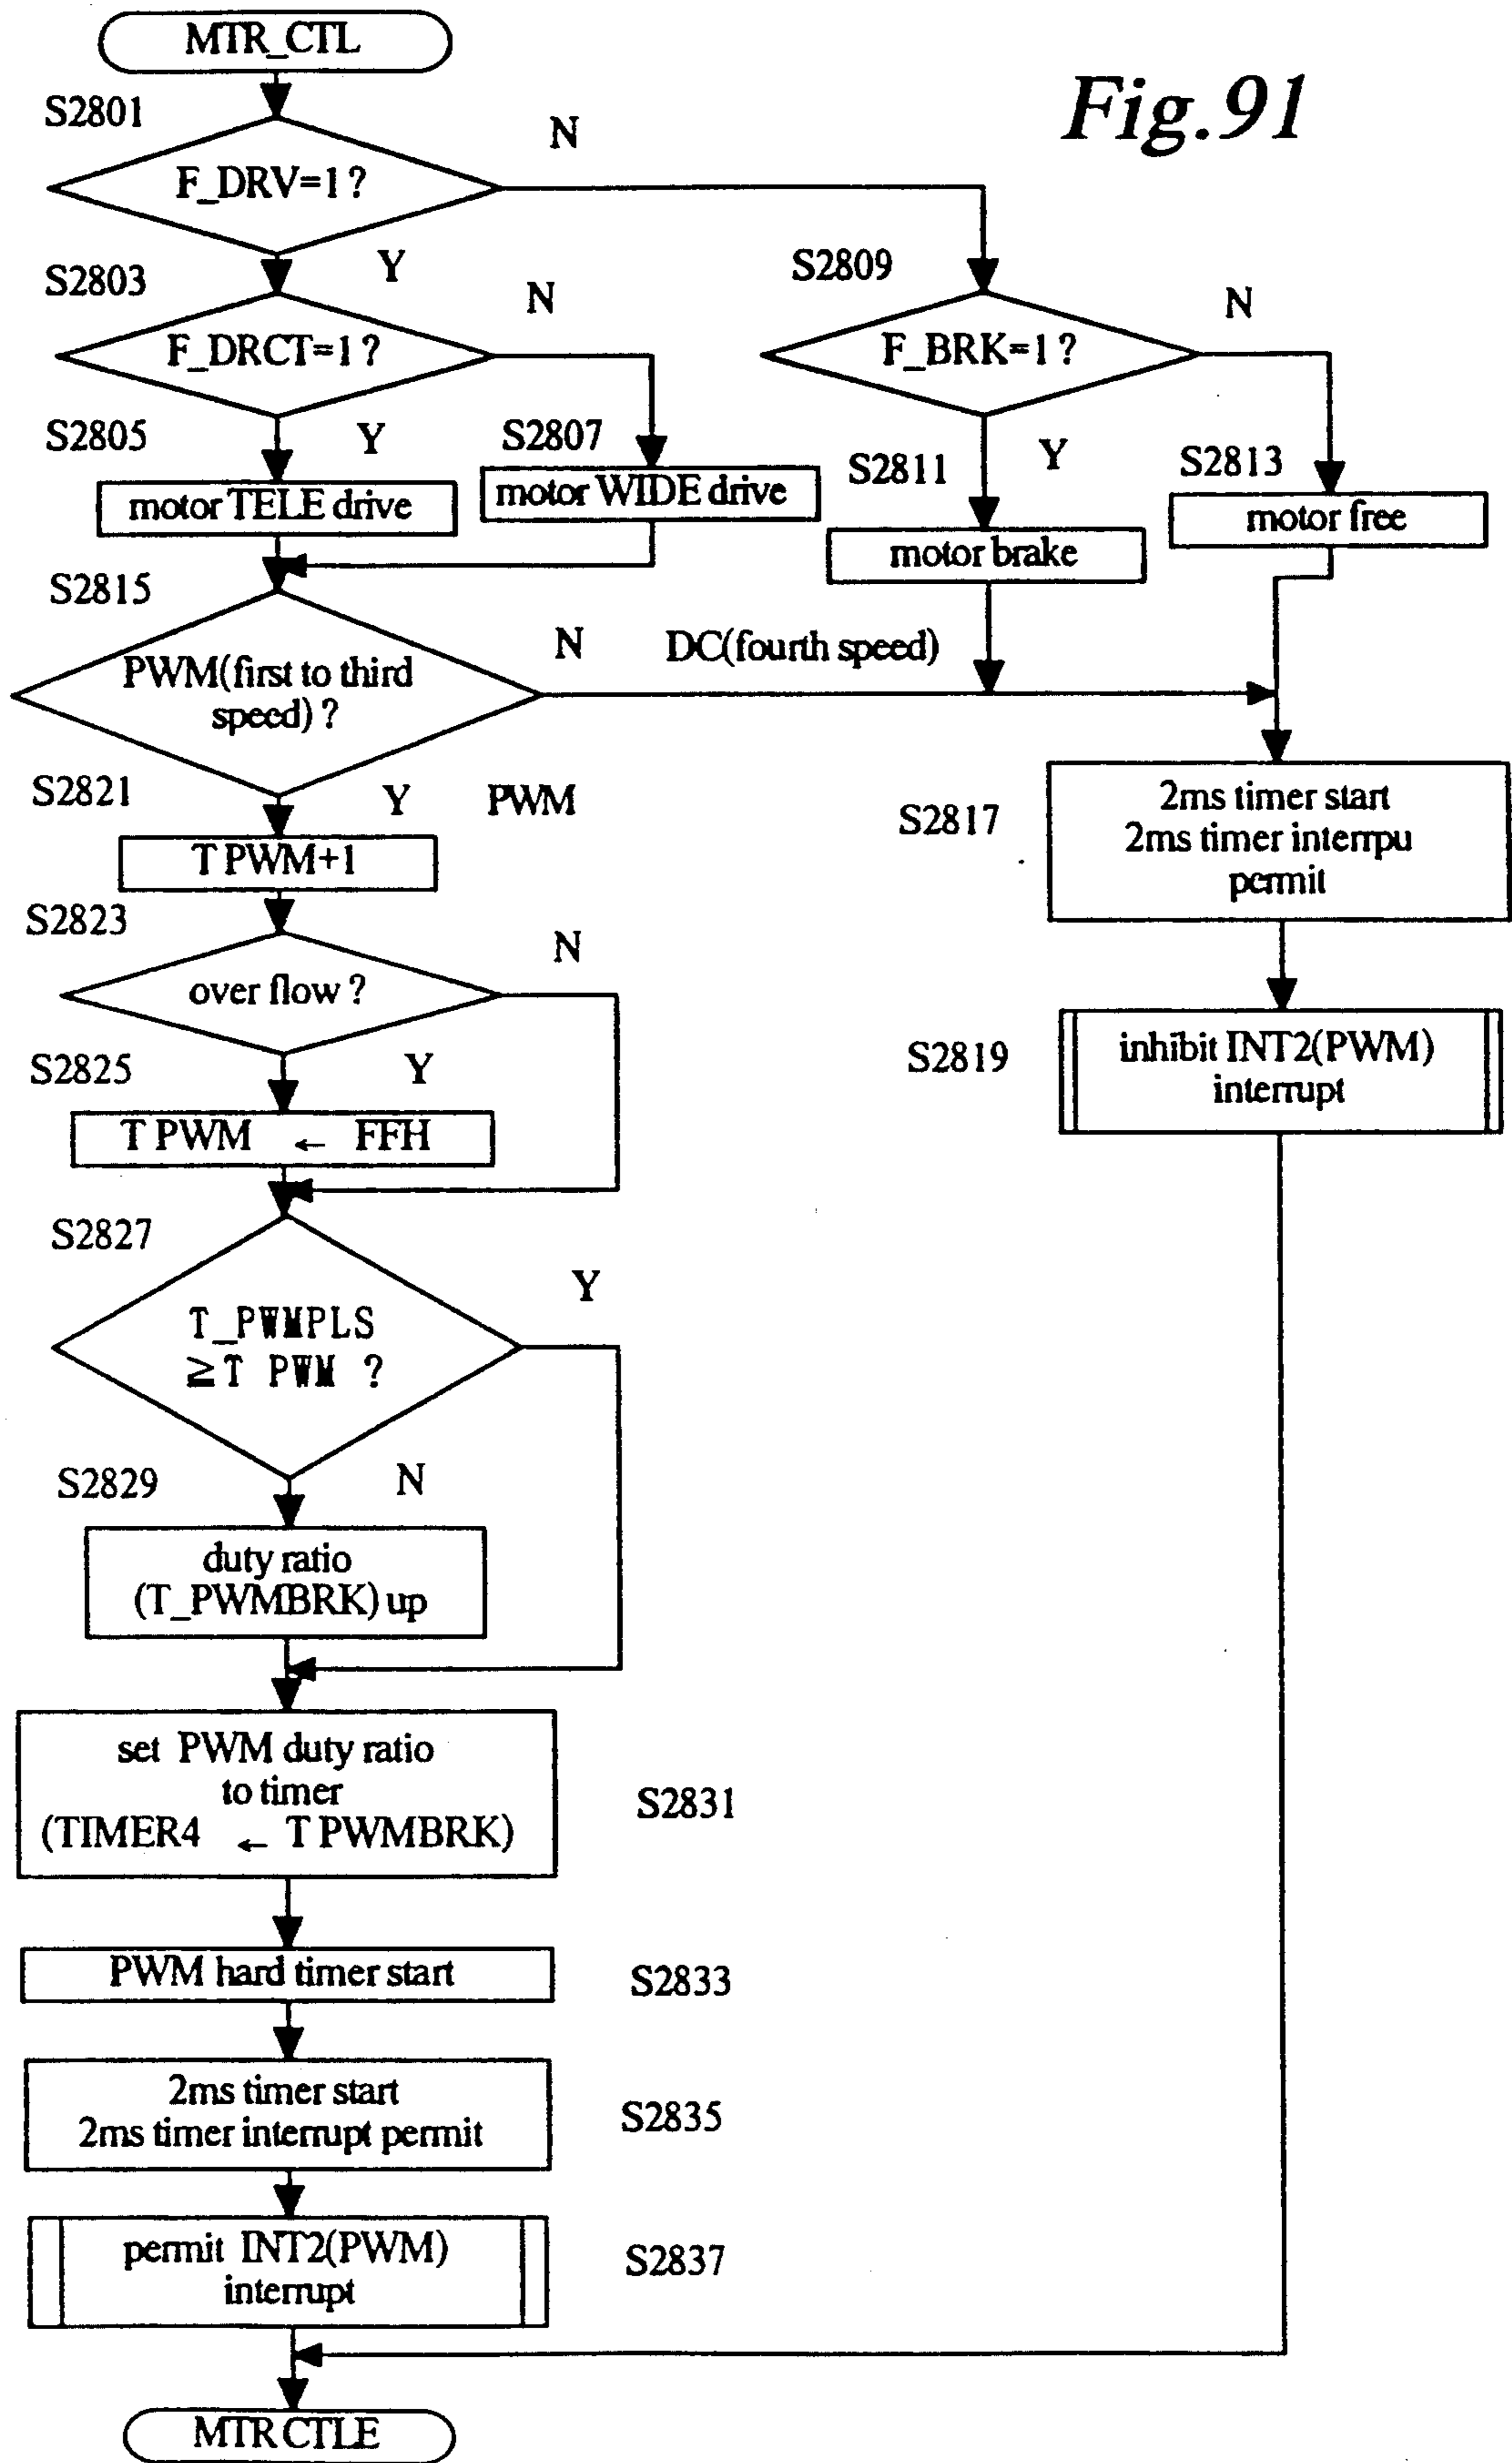 MTR_CTL
Fig.91
S2801
N
F_DRV=1?
Y
S2803
N
S2809
N
F_DRCT=1?
F_BRK=1?
S2805
Y
S2807
S2811
Y
S2813
motor TELE drive
motor WIDE drive
motor brake
motor free
S2815
N
DC(fourth speed)
PWM(first to third
speed)?
S2821
Y
PWM
S2817
2ms timer start
2ms timer interrpu
permit
T PWM+1
S2823
N
over flow?
S2819
inhibit INT2(PWM)
interrupt
S2825
Y
T PWM ← FFH
S2827
Y
T_PWMPLS
≧T PWM ?
S2829
N
duty ratio
(T_PWMBRK) up
set PWM duty ratio
to timer
(TIMER4 ← T PWMBRK)
S2831
PWM hard timer start
S2833
2ms timer start
2ms timer interrupt permit
S2835
permit INT2(PWM)
interrupt
S2837
MTR CTLE